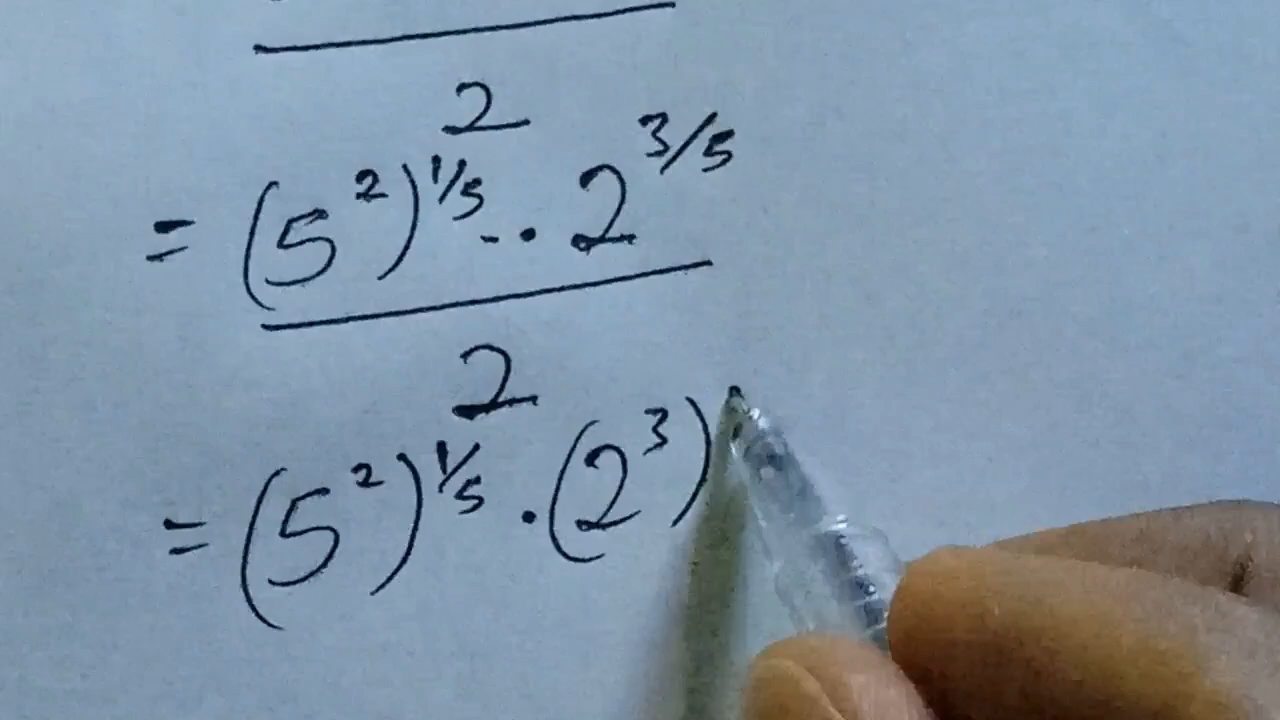 2
= (5²)^1/5 . 2^3/5
2
= (5²)^1/5 . (2³)